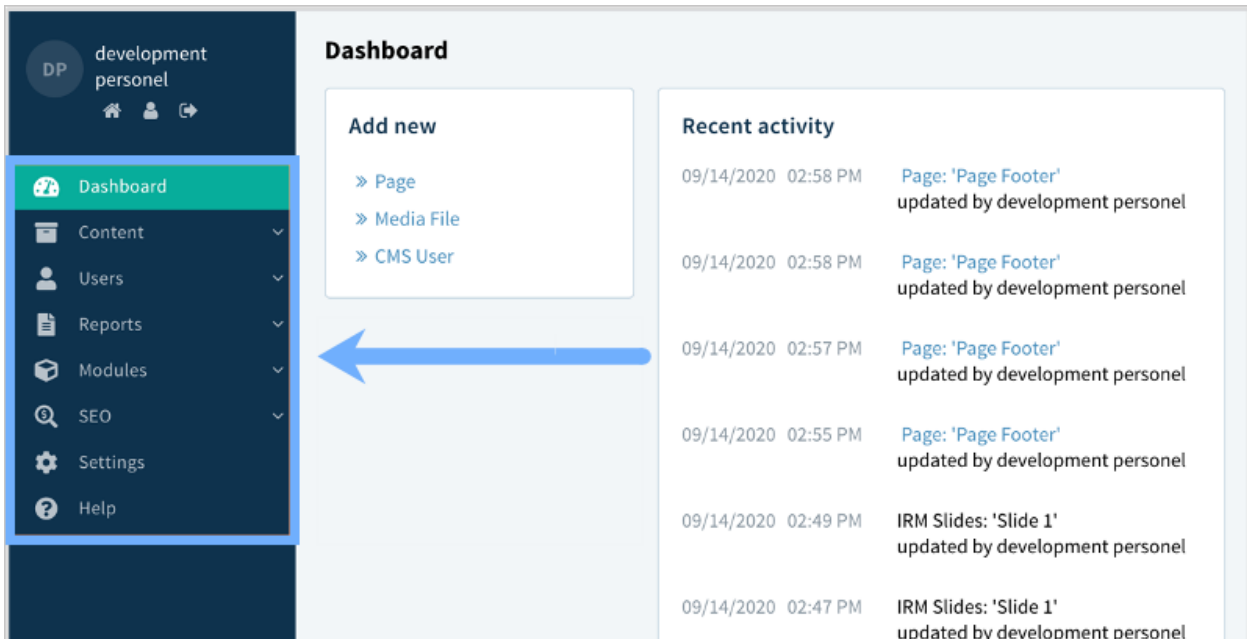 DP
development
personel
Dashboard
Content
Users
Reports
Modules
SEO
Settings
Help
Dashboard
Add new
» Page
» Media File
» CMS User
Recent activity
09/14/2020 02:58 PM Page: 'Page Footer'
updated by development personel
09/14/2020 02:58 PM Page: 'Page Footer'
updated by development personel
09/14/2020 02:57 PM Page: 'Page Footer'
updated by development personel
09/14/2020 02:55 PM Page: 'Page Footer'
updated by development personel
09/14/2020 02:49 PM IRM Slides: 'Slide 1'
updated by development personel
09/14/2020 02:47 PM IRM Slides: 'Slide 1'
updated by development personel